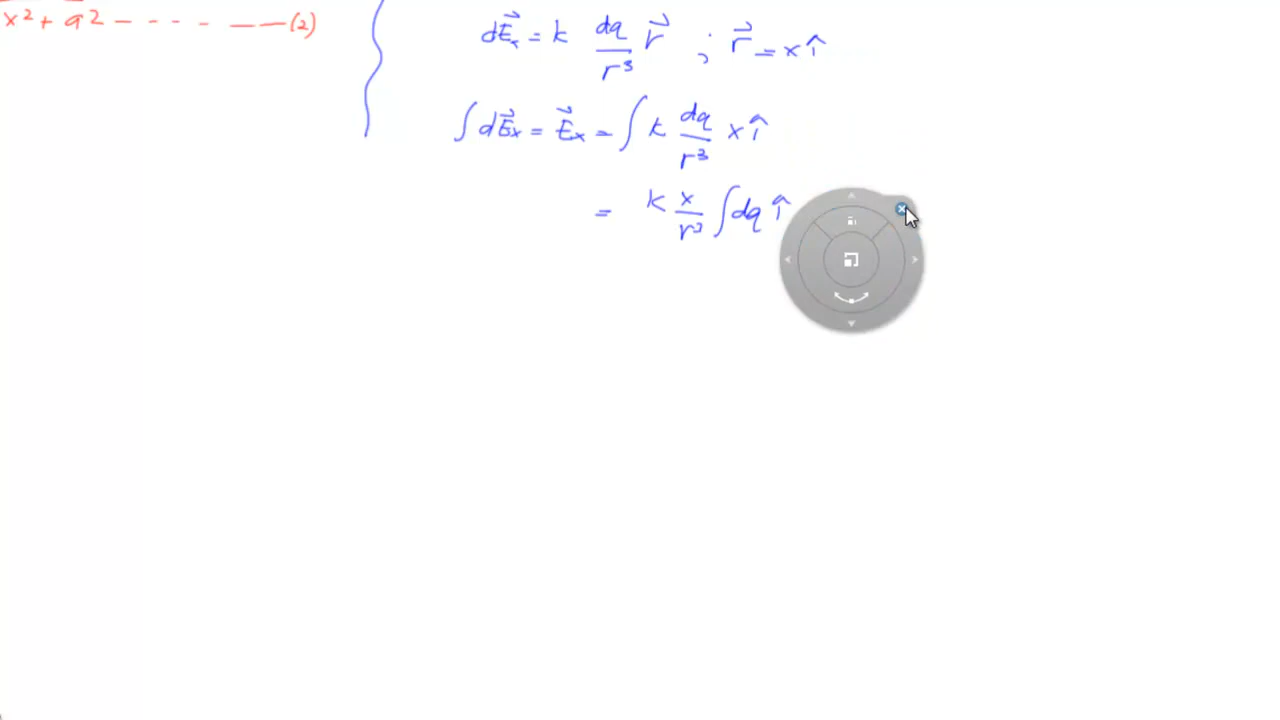 x² + a² - - - - —— (2)
dE⃗ₓ = k dq/r³ r⃗ ; r⃗ = x î
∫ dE⃗ₓ = E⃗ₓ = ∫ k dq/r³ x î
= k x/r³ ∫ dq î